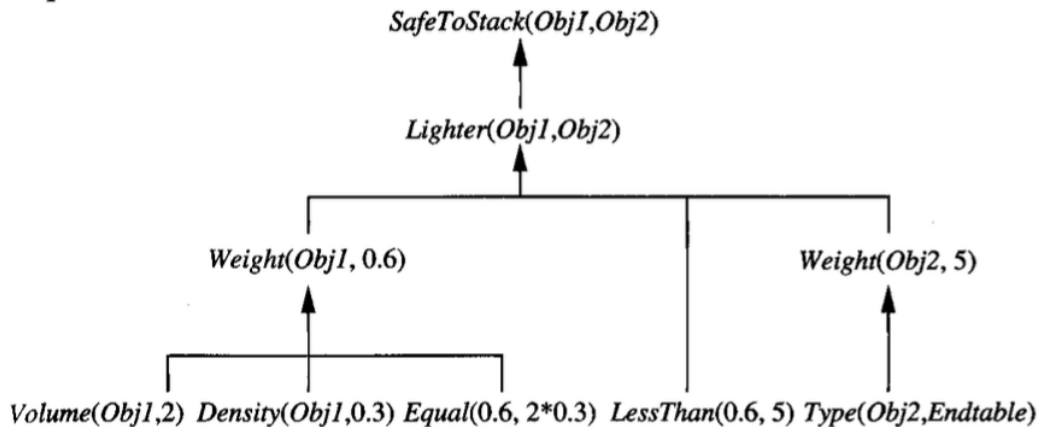 SafeToStack(Obj1,Obj2)
Lighter(Obj1,Obj2)
Weight(Obj1, 0.6) Weight(Obj2, 5)
Volume(Obj1,2) Density(Obj1,0.3) Equal(0.6, 2*0.3) LessThan(0.6, 5) Type(Obj2,Endtable)